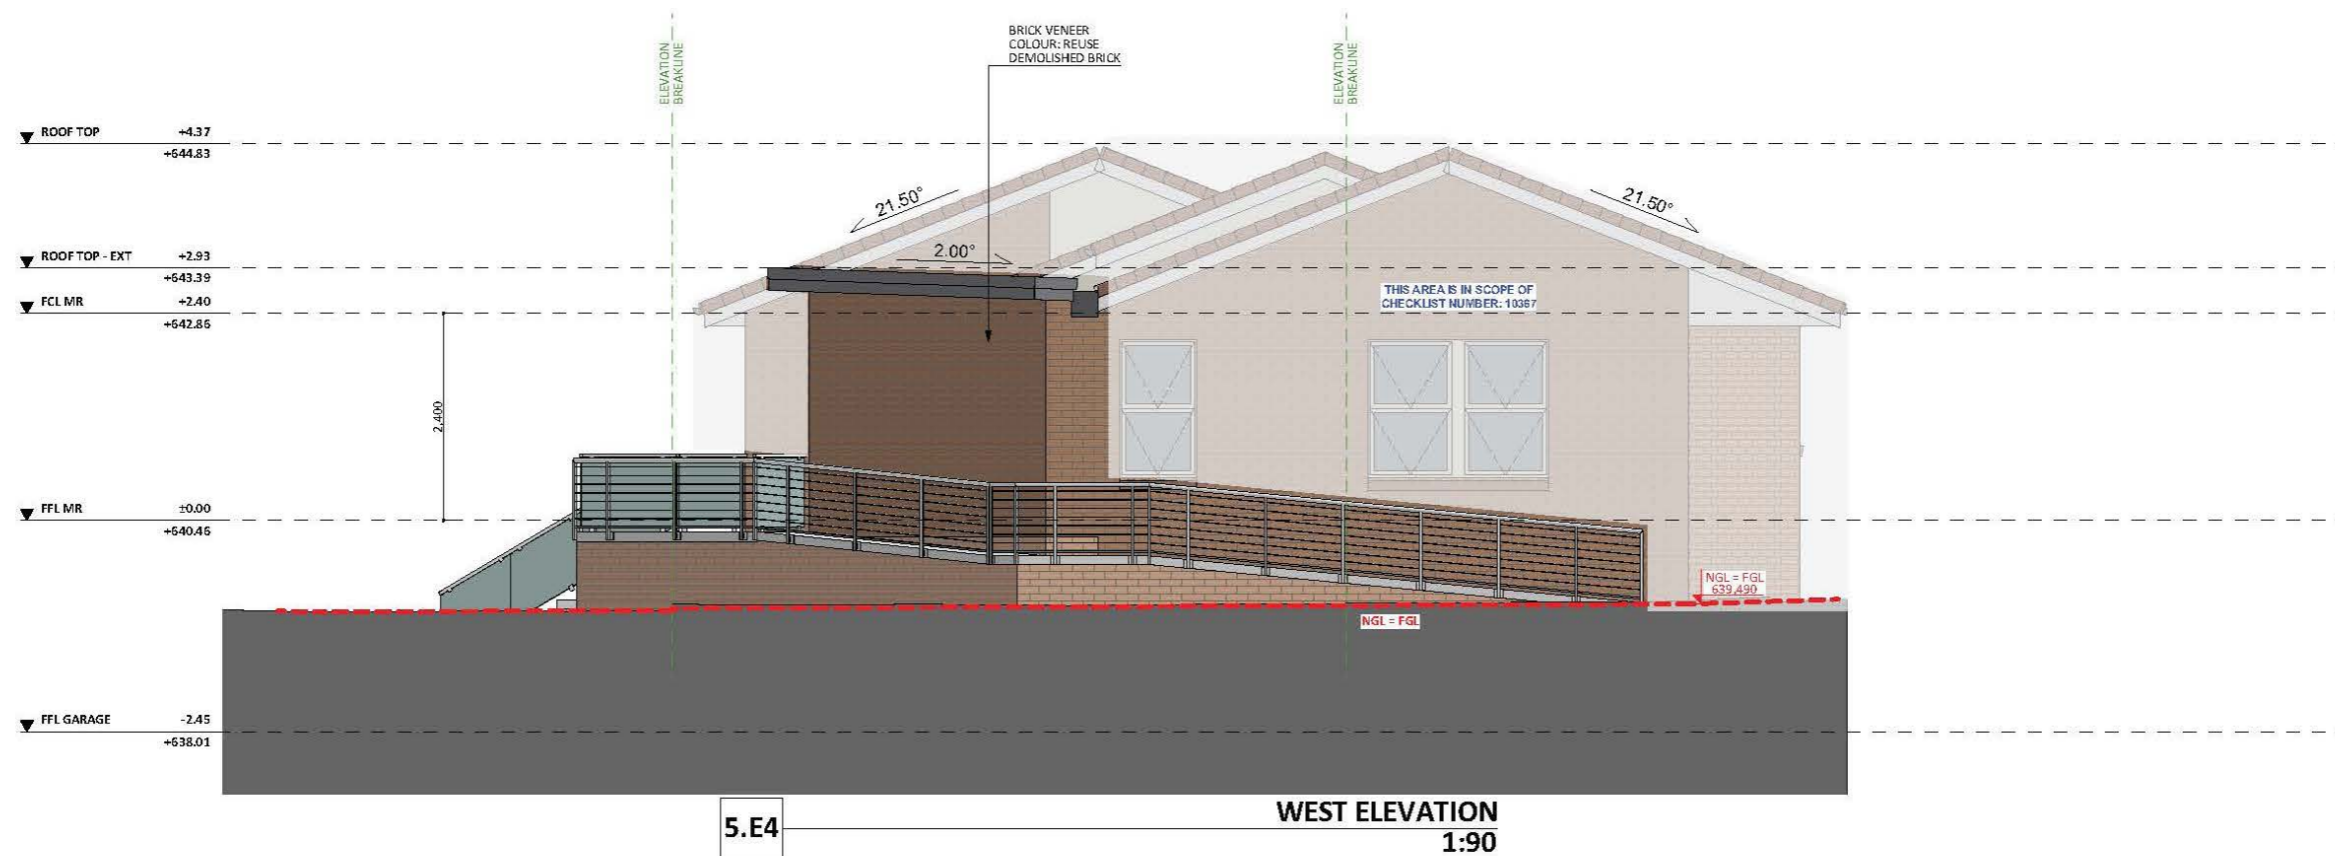 BRICK VENEER
COLOUR: REUSE
DEMOLISHED BRICK
ELEVATION
BREAKLINE
ELEVATION
BREAKLINE
ROOF TOP +4.37
+644.83
21.50°
21.50°
ROOF TOP - EXT +2.93
+643.39
2.00°
FCL MR +2.40
+642.86
THIS AREA IS IN SCOPE OF
CHECKLIST NUMBER: 10367
2,400
FFL MR ±0.00
+640.46
NGL = FGL
639,490
NGL = FGL
FFL GARAGE -2.45
+638.01
5.E4
WEST ELEVATION
1:90